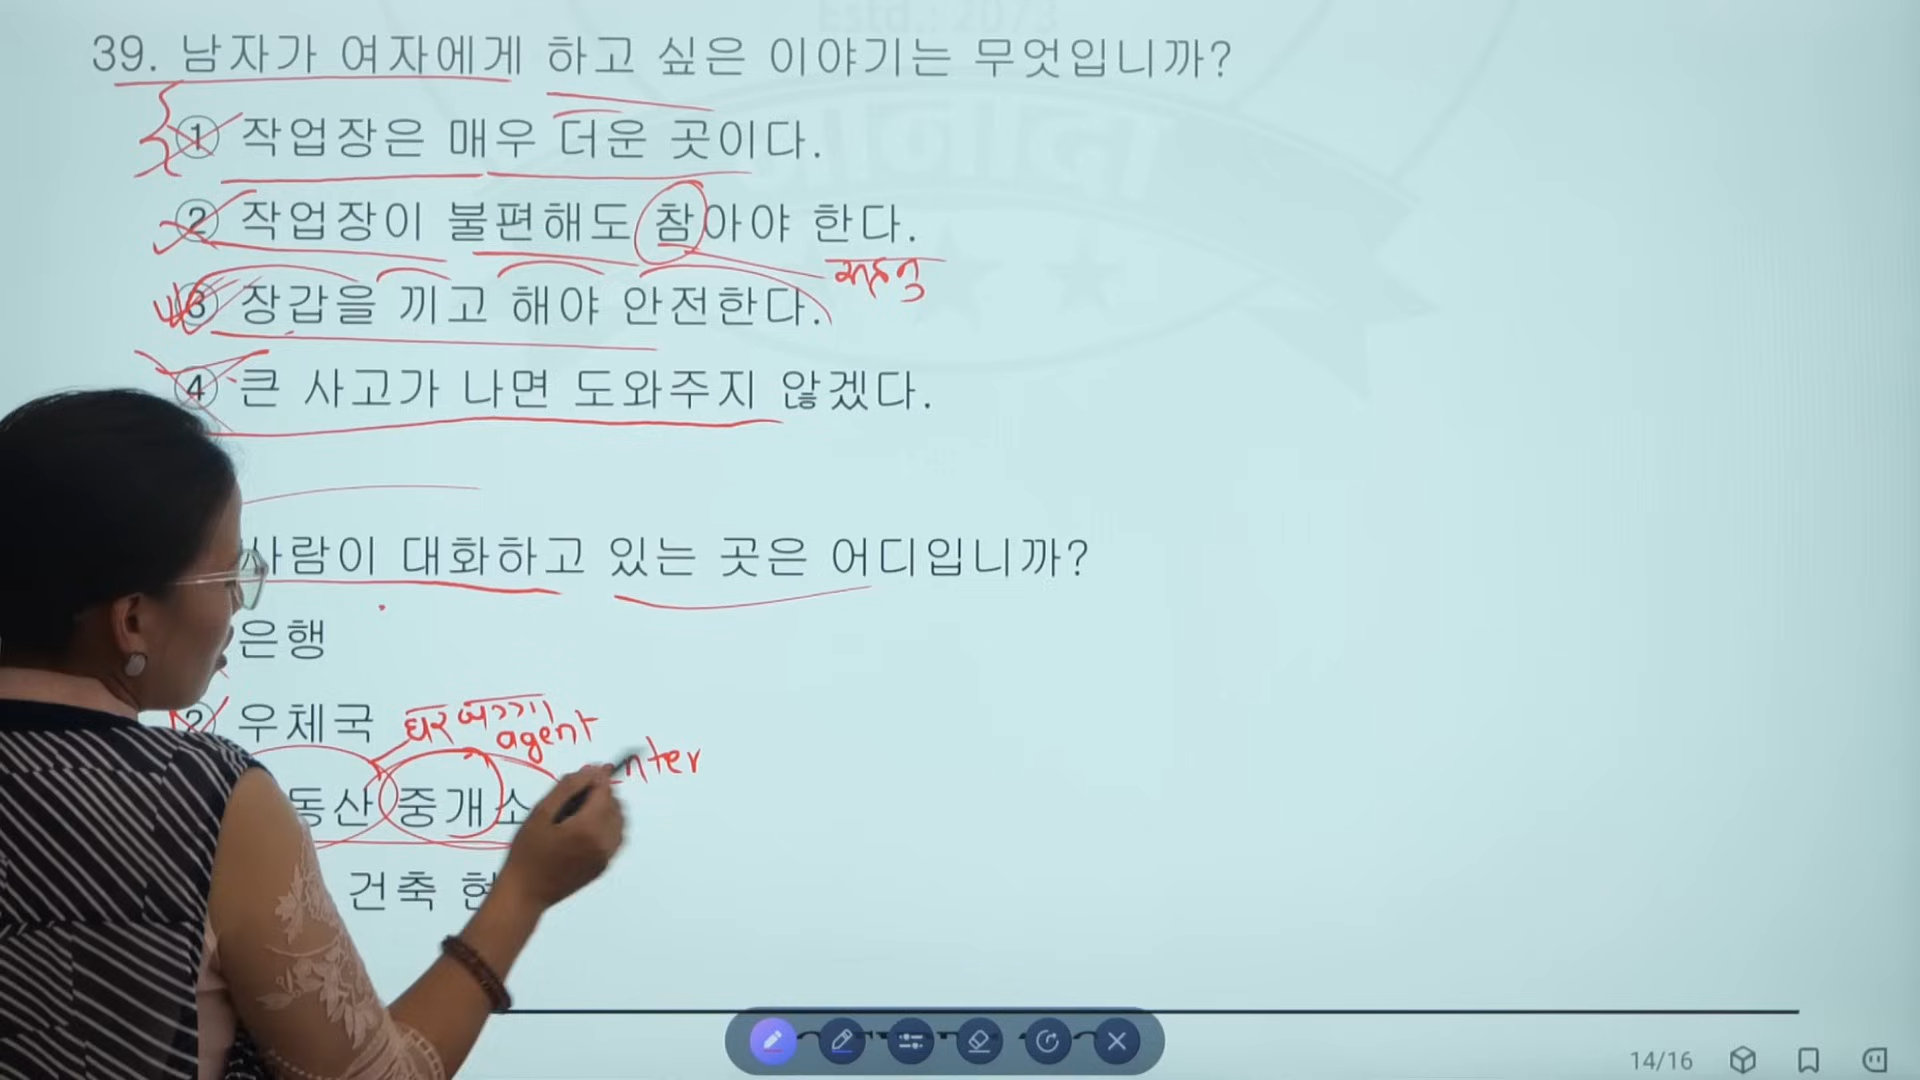 Estd.: 2073
39. 남자가 여자에게 하고 싶은 이야기는 무엇입니까?
① 작업장은 매우 더운 곳이다.
② 작업장이 불편해도 참아야 한다.
③ 장갑을 끼고 해야 안전한다.
④ 큰 사고가 나면 도와주지 않겠다.
사람이 대화하고 있는 곳은 어디입니까?
은행
② 우체국
घर
agent
nter
동산 중개소
건축
14/16